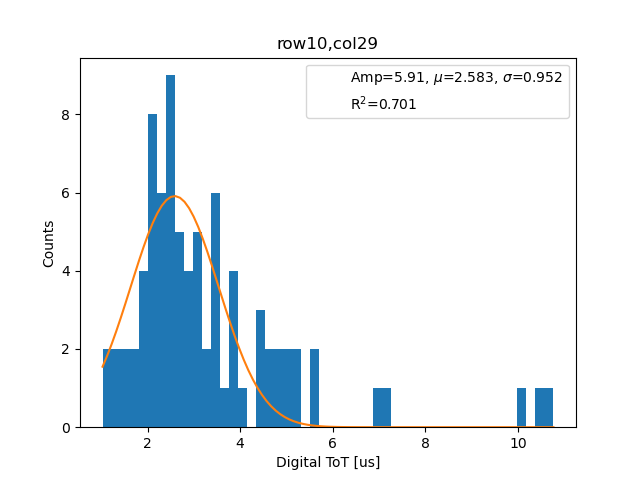 row10,col29
Amp=5.91, μ=2.583, σ=0.952
R²=0.701
Counts
8
6
4
2
0
2 4 6 8 10
Digital ToT [us]